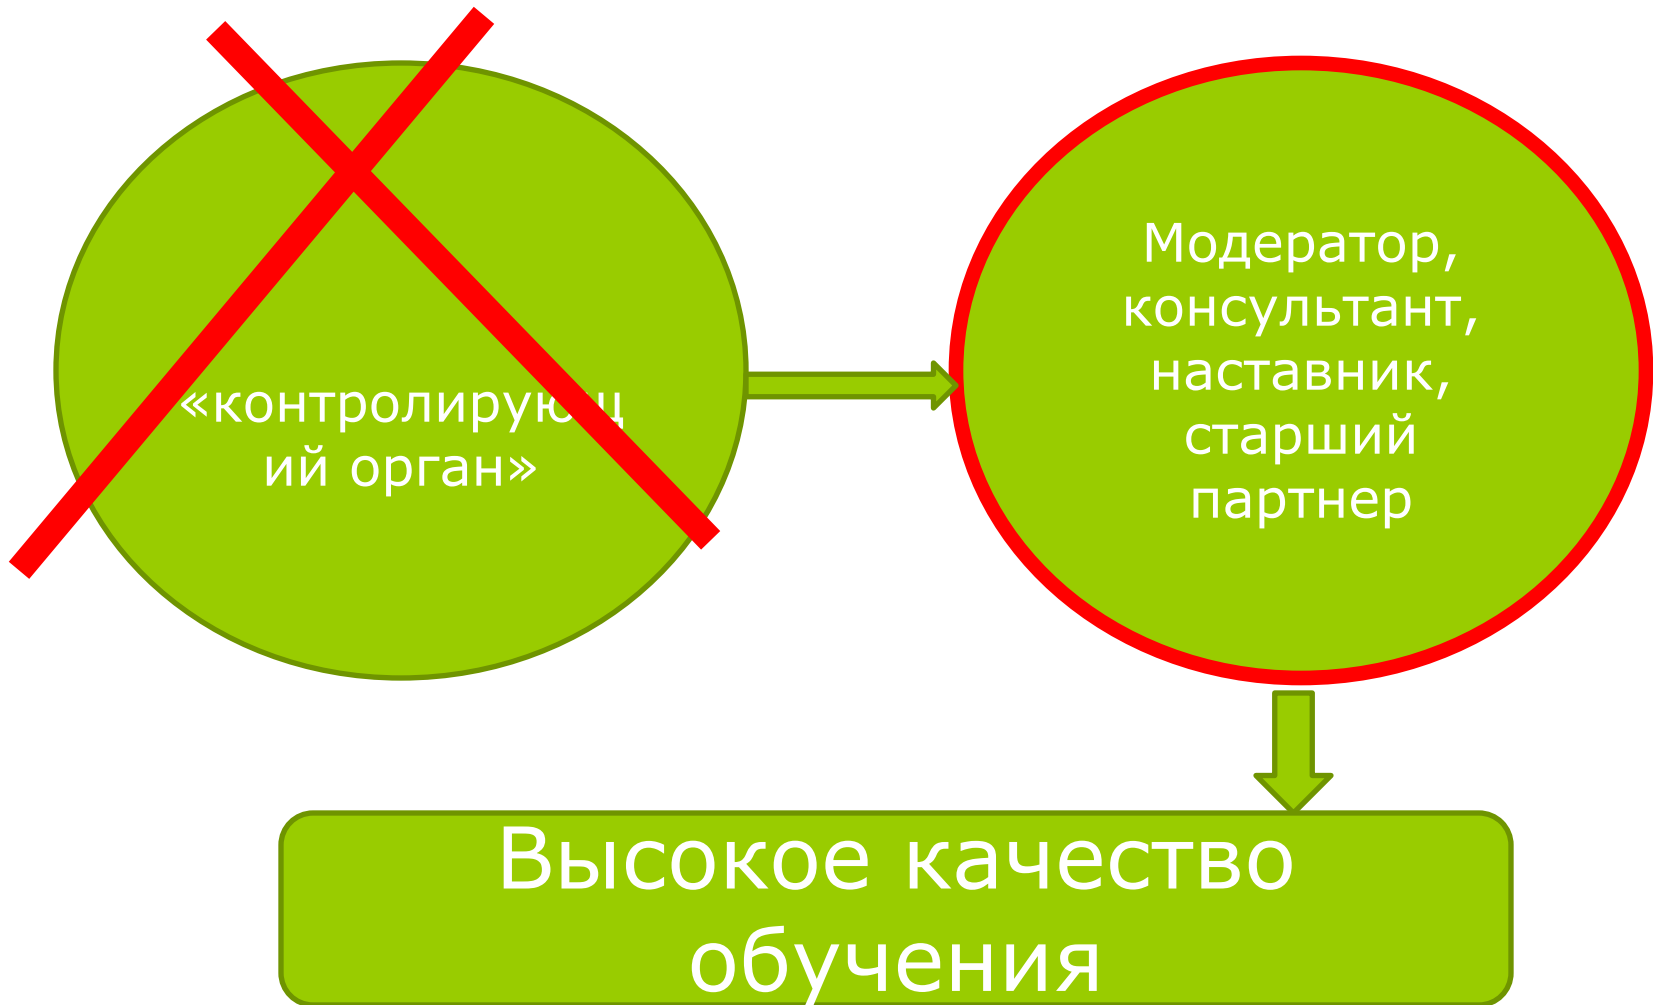 «контролирующ
ий орган»
Модератор,
консультант,
наставник,
старший
партнер
Высокое качество
обучения